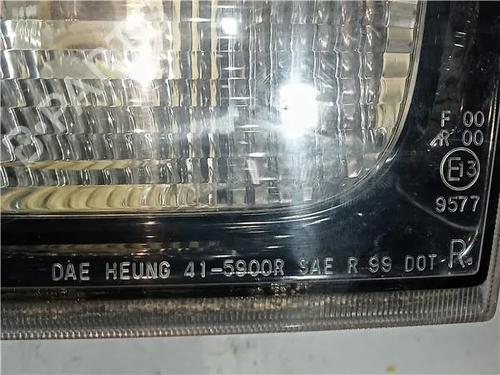 F 00
R 00
E13
9577
DAE HEUNG 41-5900R SAE R 99 DOT R